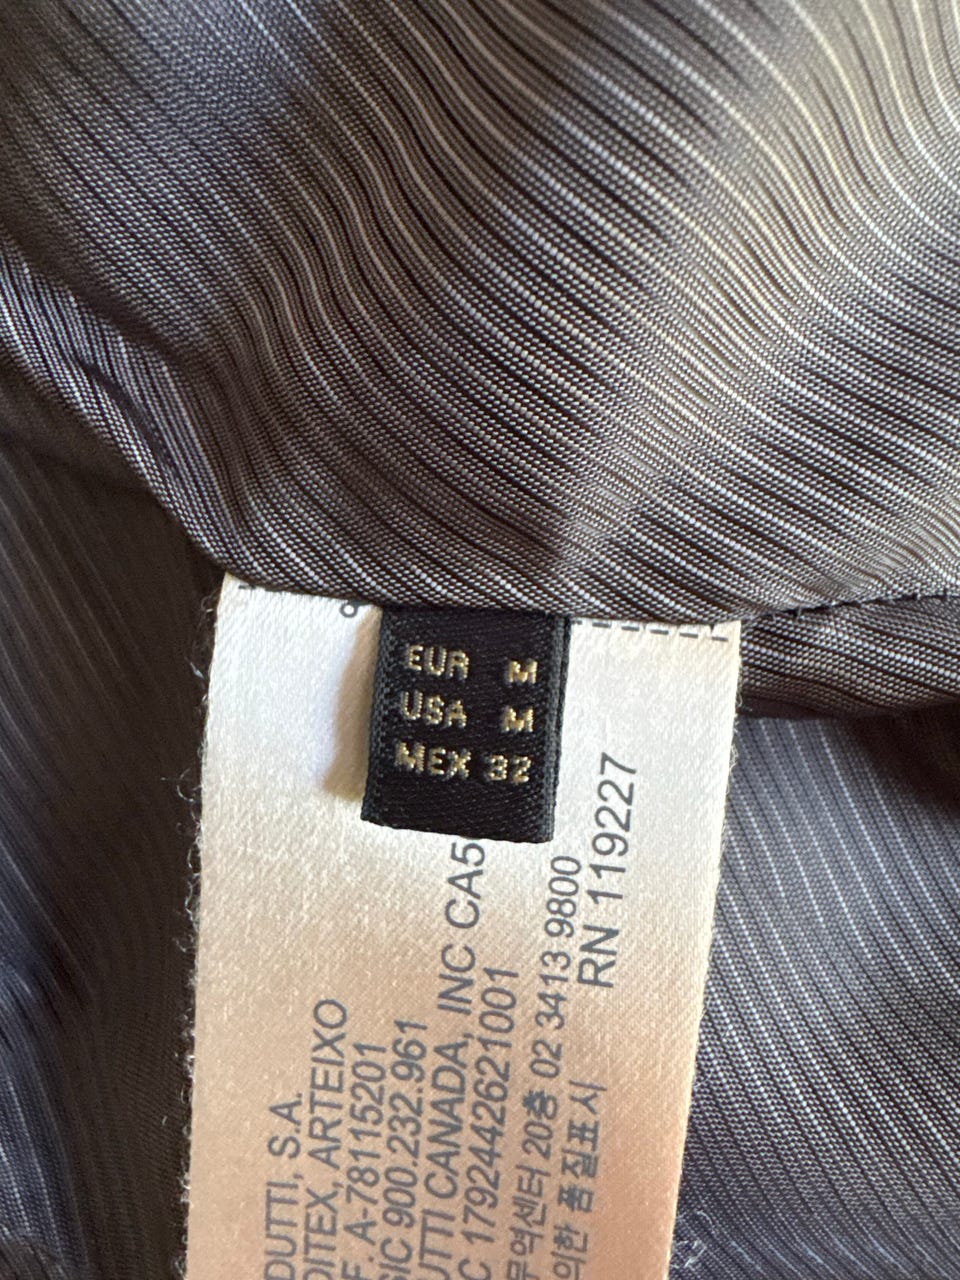 EUR M
USA M
MEX 32
DUTTI, S.A.
DITEX, ARTEIXO
F. A-78115201
SIC 900.232.961
UTTI CANADA, INC CA5
C 1792442621001
무역센터 20층 02 3413 9800
의한 품질표시
RN 119227